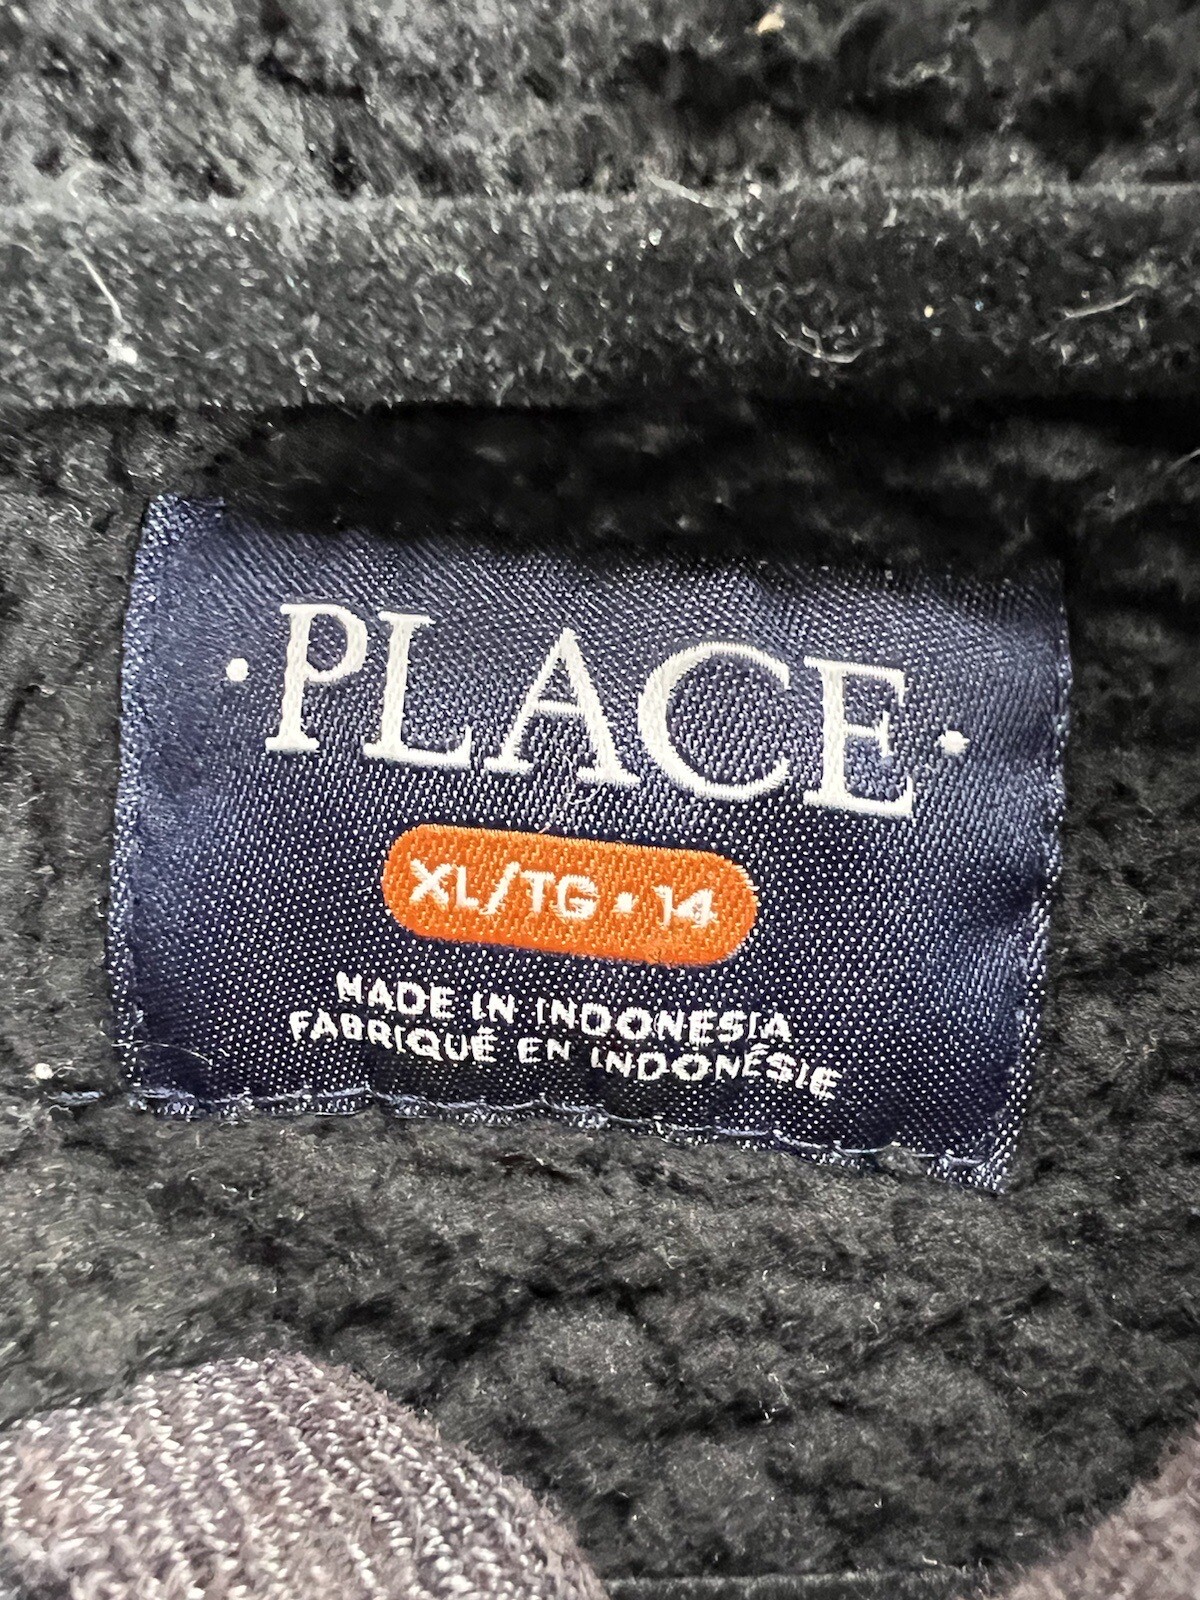 ·PLACE·
XL/TG · 14
MADE IN INDONESIA
FABRIQUÉ EN INDONÉSIE